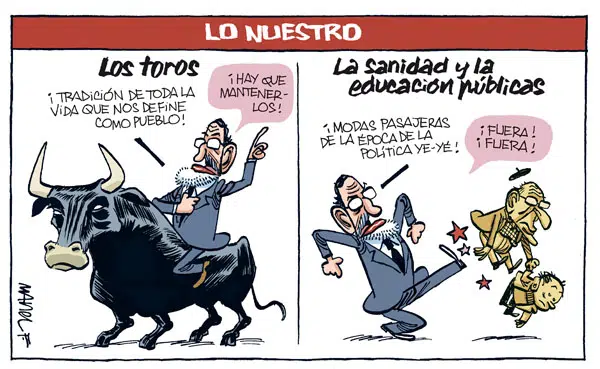 LO NUESTRO
Los toros
¡TRADICIÓN DE TODA LA
VIDA QUE NOS DEFINE
COMO PUEBLO!
¡HAY QUE
MANTENER-
LOS!
La sanidad y la
educación públicas
¡MODAS PASAJERAS
DE LA ÉPOCA DE LA
POLÍTICA YE-YÉ!
¡FUERA!
¡FUERA!
MANEL F.